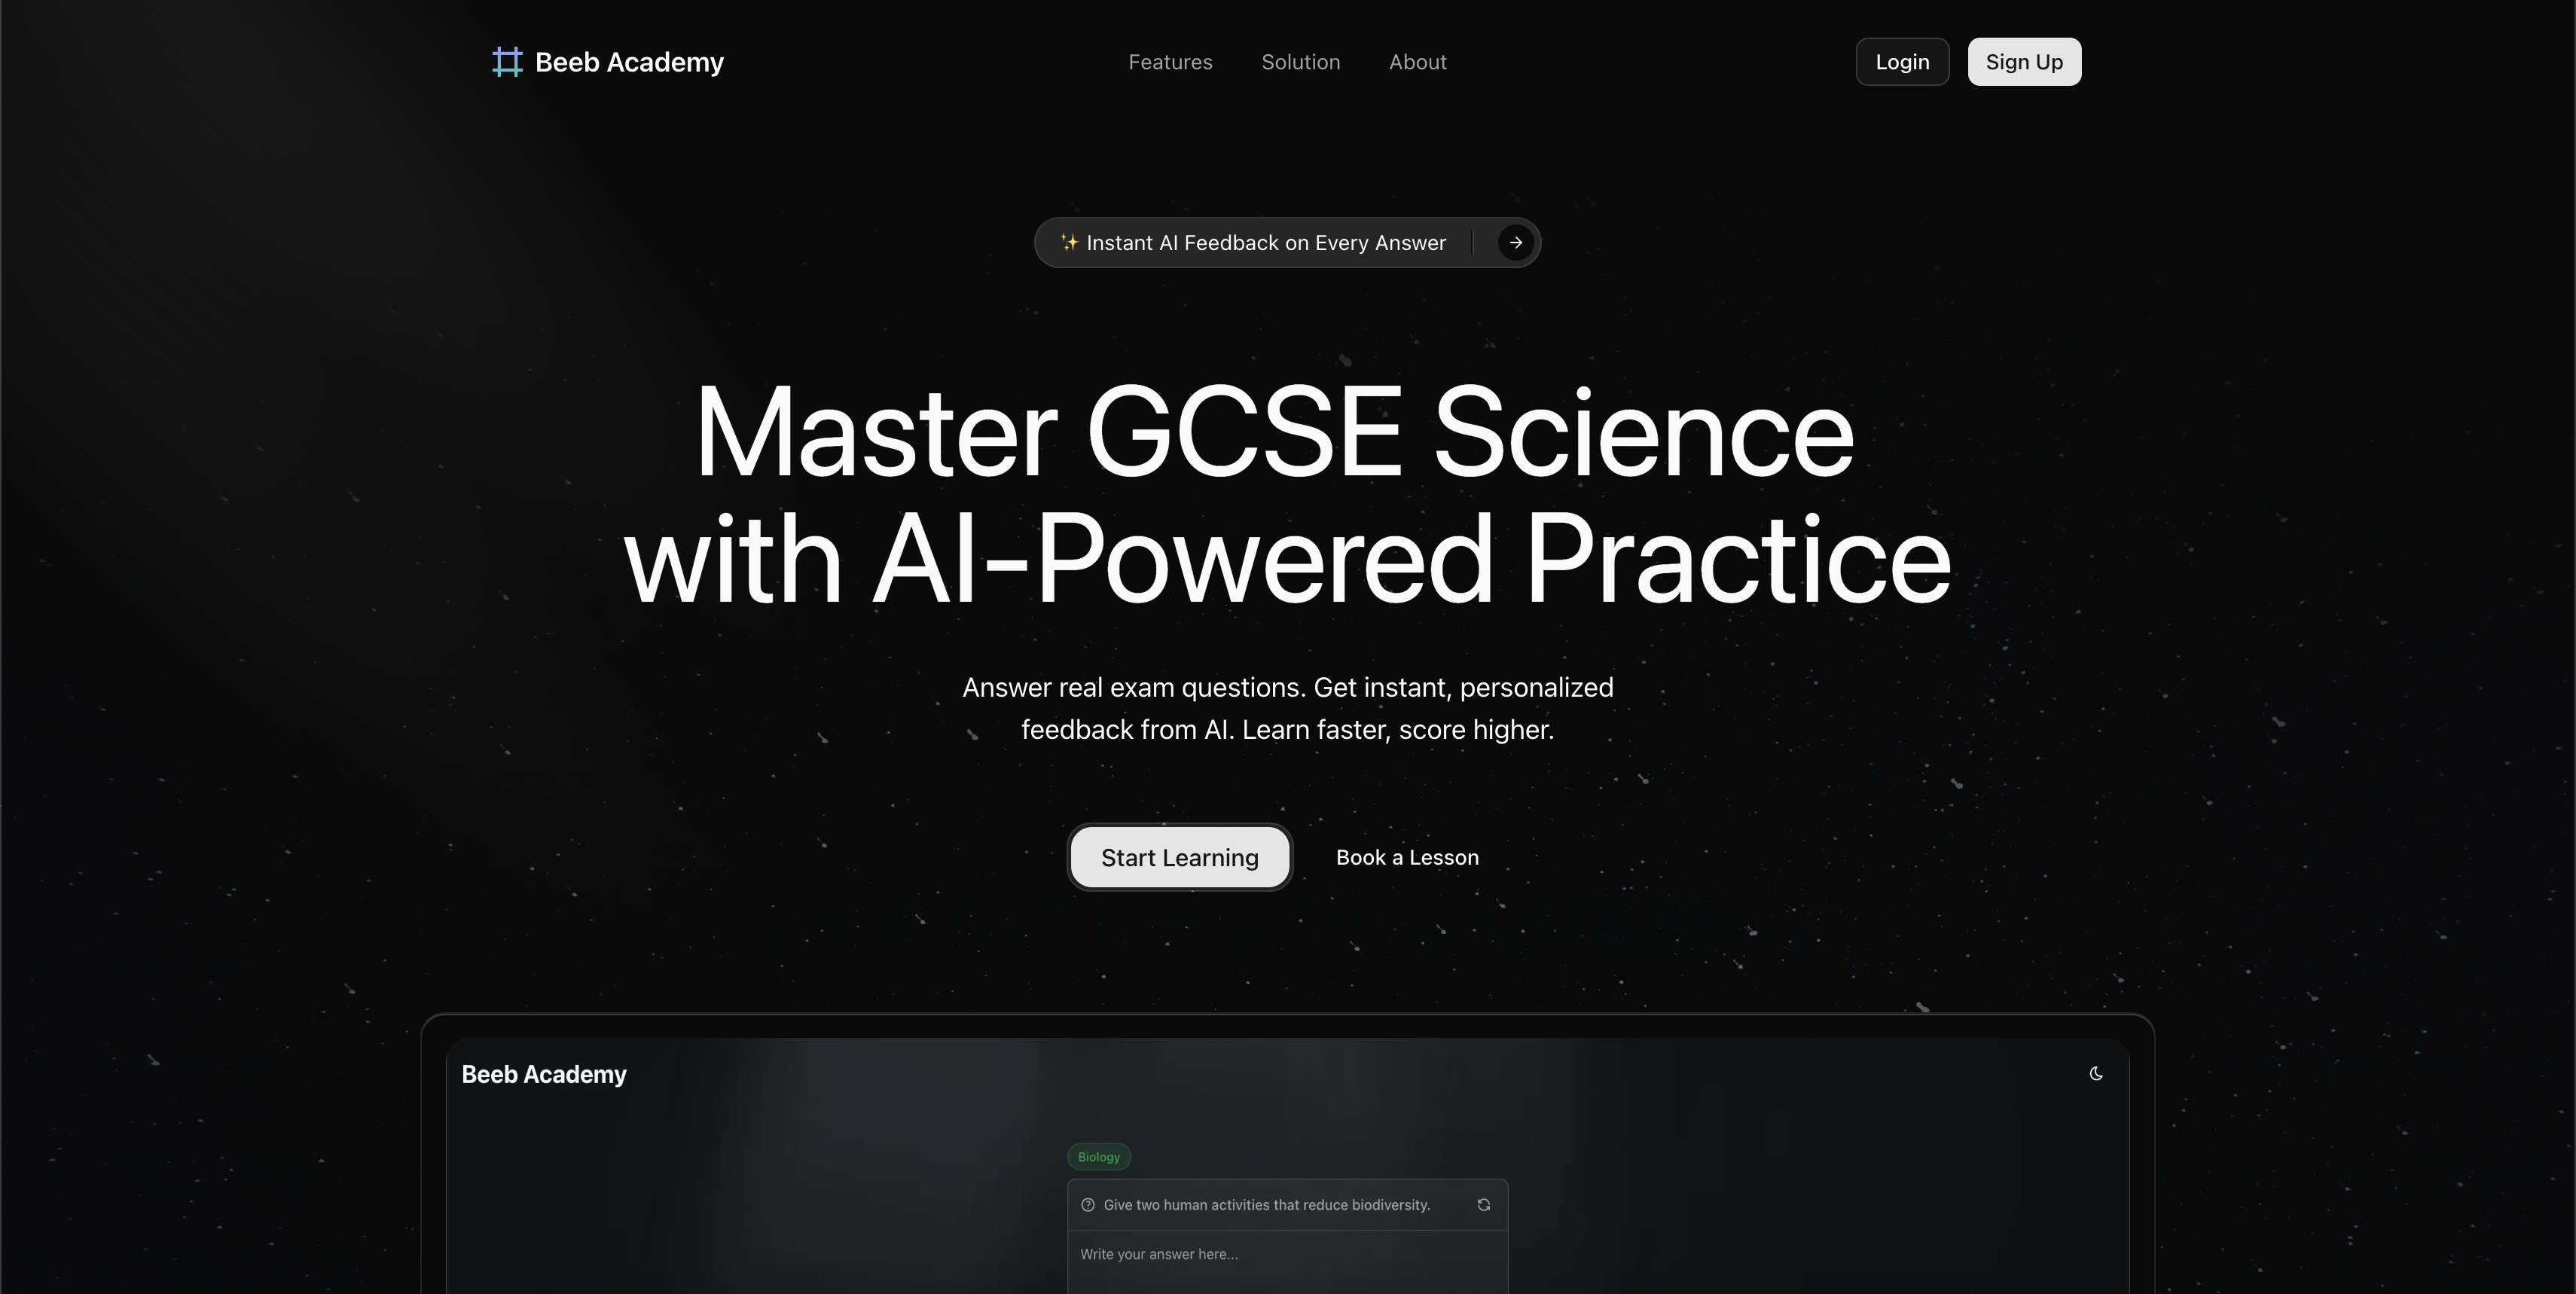 Beeb Academy
Features
Solution
About
Login
Sign Up
✨ Instant AI Feedback on Every Answer
Master GCSE Science
with AI-Powered Practice
Answer real exam questions. Get instant, personalized
feedback from AI. Learn faster, score higher.
Start Learning
Book a Lesson
Beeb Academy
Biology
Give two human activities that reduce biodiversity.
Write your answer here...